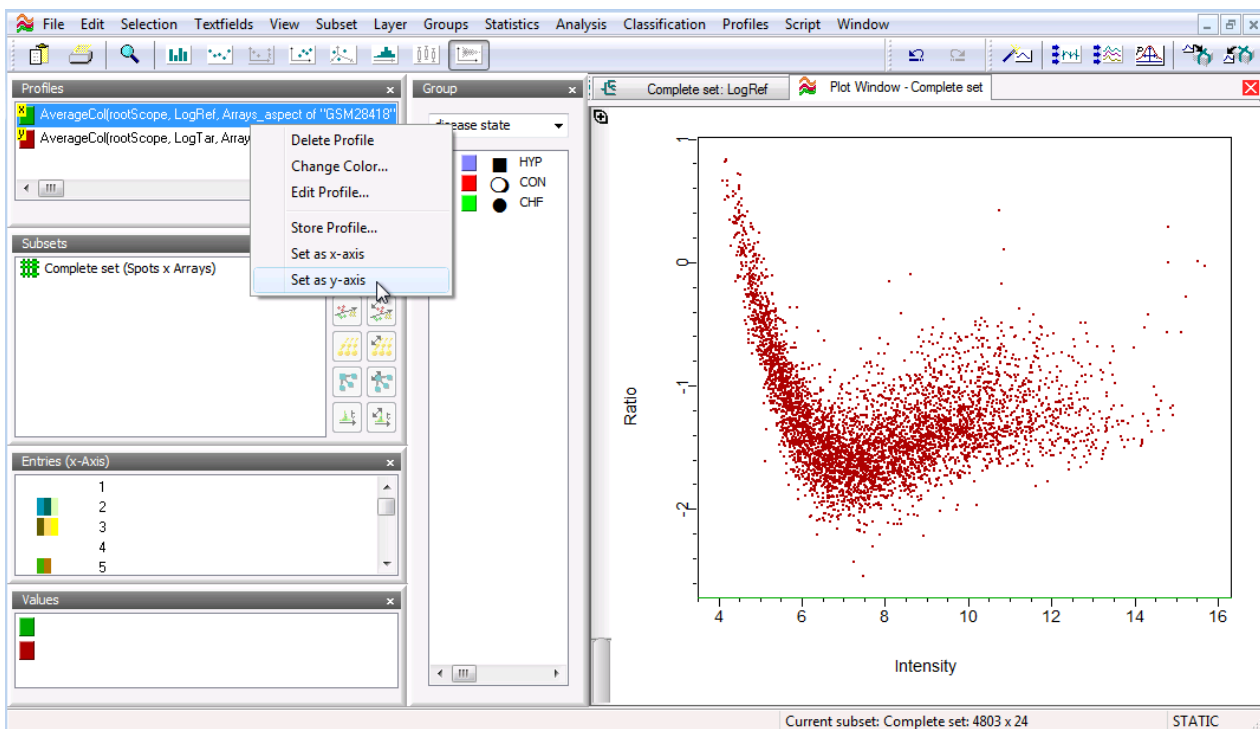 File Edit Selection Textfields View Subset Layer Groups Statistics Analysis Classification Profiles Script Window
Profiles
AverageCol(rootScope, LogRef, Arrays_aspect of "GSM28418"
AverageCol(rootScope, LogTar, Array
Delete Profile
Change Color...
Edit Profile...
Store Profile...
Set as x-axis
Set as y-axis
Subsets
Complete set (Spots x Arrays)
Entries (x-Axis)
1
2
3
4
5
Values
Group
disease state
HYP
CON
CHF
Complete set: LogRef
Plot Window - Complete set
1
0
-1
-2
Ratio
4 6 8 10 12 14 16
Intensity
Current subset: Complete set: 4803 x 24 STATIC